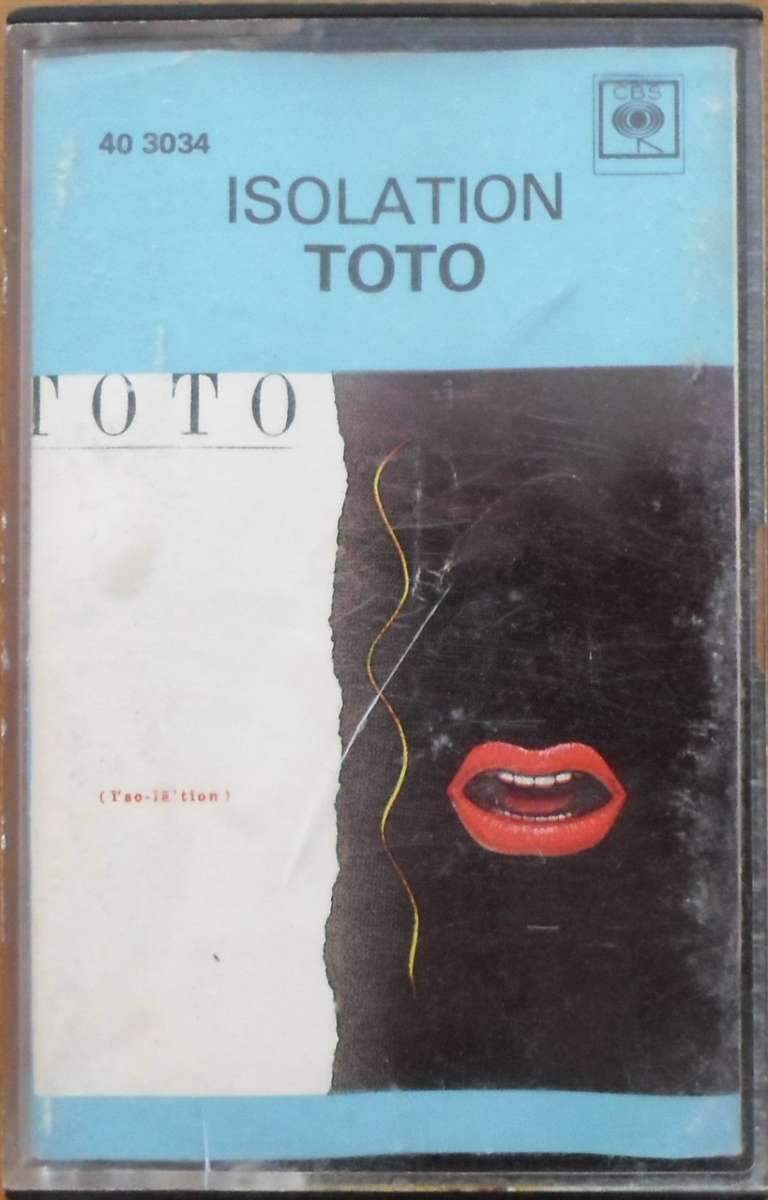 CBS
40 3034
ISOLATION
TOTO
TOTO
(ī'so-lā'tion)